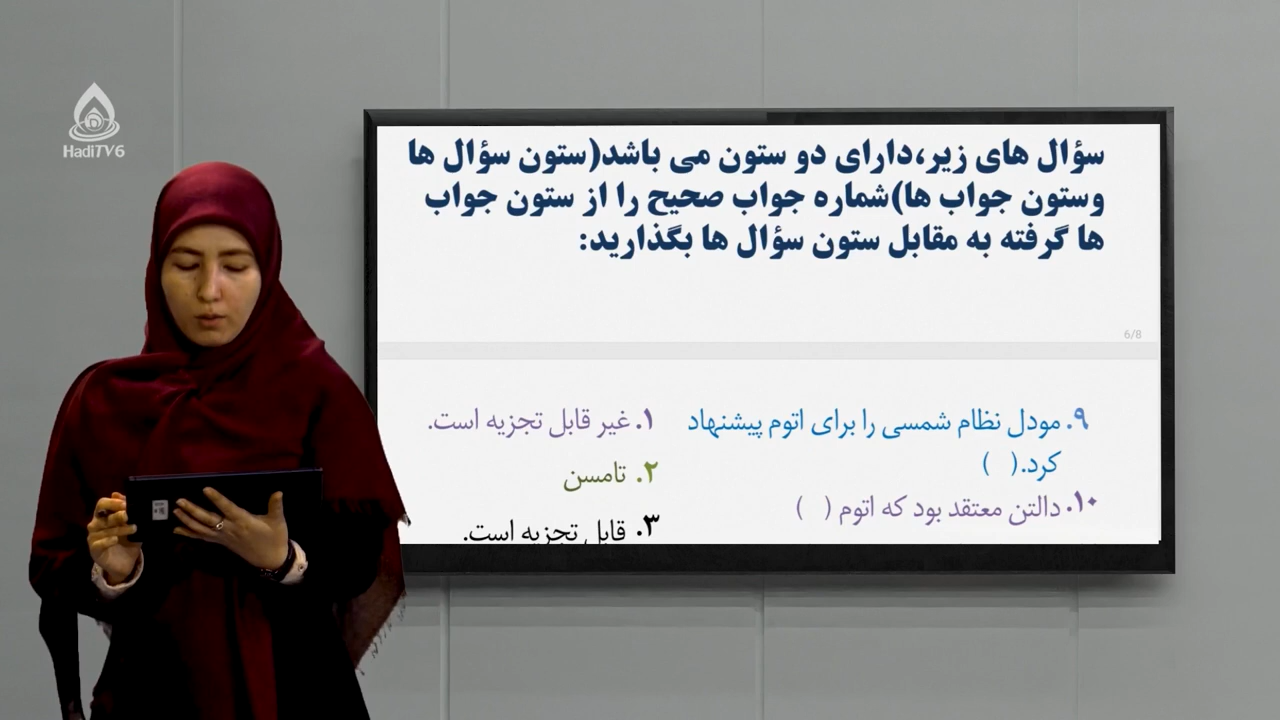 HadiTV6
سؤال های زیر،دارای دو ستون می باشد(ستون سؤال ها
وستون جواب ها)شماره جواب صحیح را از ستون جواب
ها گرفته به مقابل ستون سؤال ها بگذارید:
6/8
۹. مودل نظام شمسی را برای اتوم پیشنهاد
کرد.( )
۱۰. دالتن معتقد بود که اتوم ( )
۱. غیر قابل تجزیه است.
۲. تامسن
۳. قابل تجزیه است.